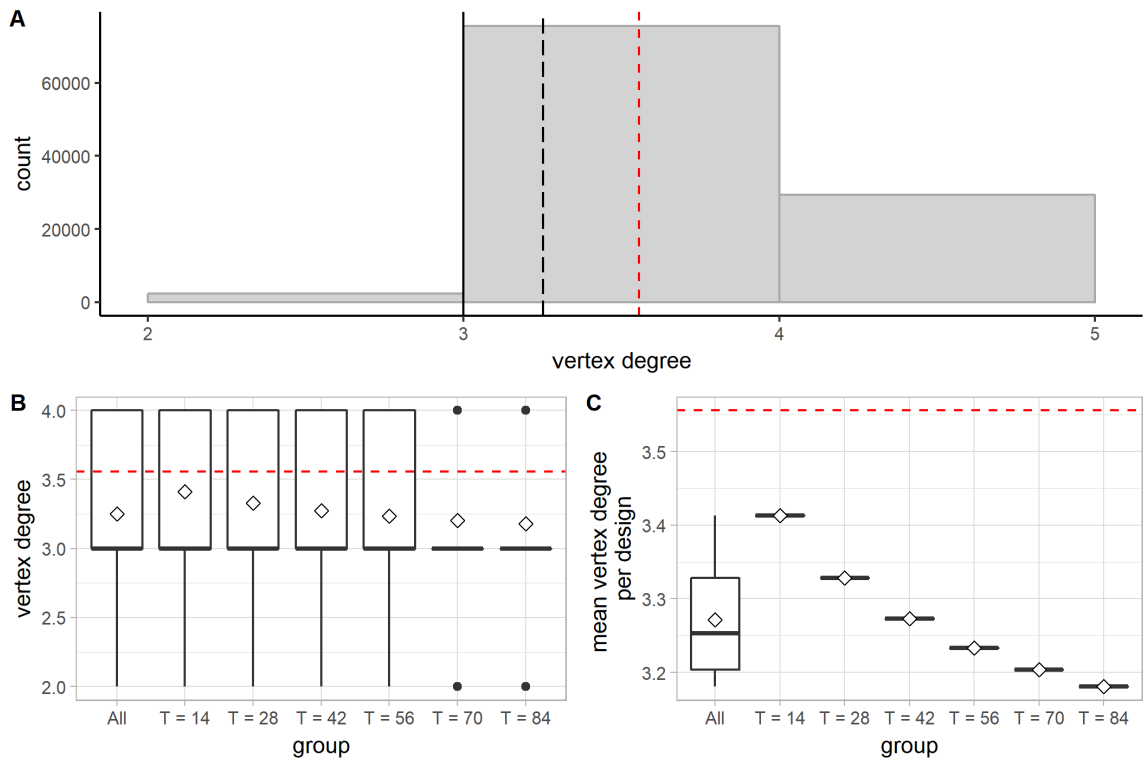 A
count
60000
40000
20000
0
2 3 4 5
vertex degree
B
vertex degree
4.0
3.5
3.0
2.5
2.0
All T = 14 T = 28 T = 42 T = 56 T = 70 T = 84
group
C
mean vertex degree
per design
3.5
3.4
3.3
3.2
All T = 14 T = 28 T = 42 T = 56 T = 70 T = 84
group